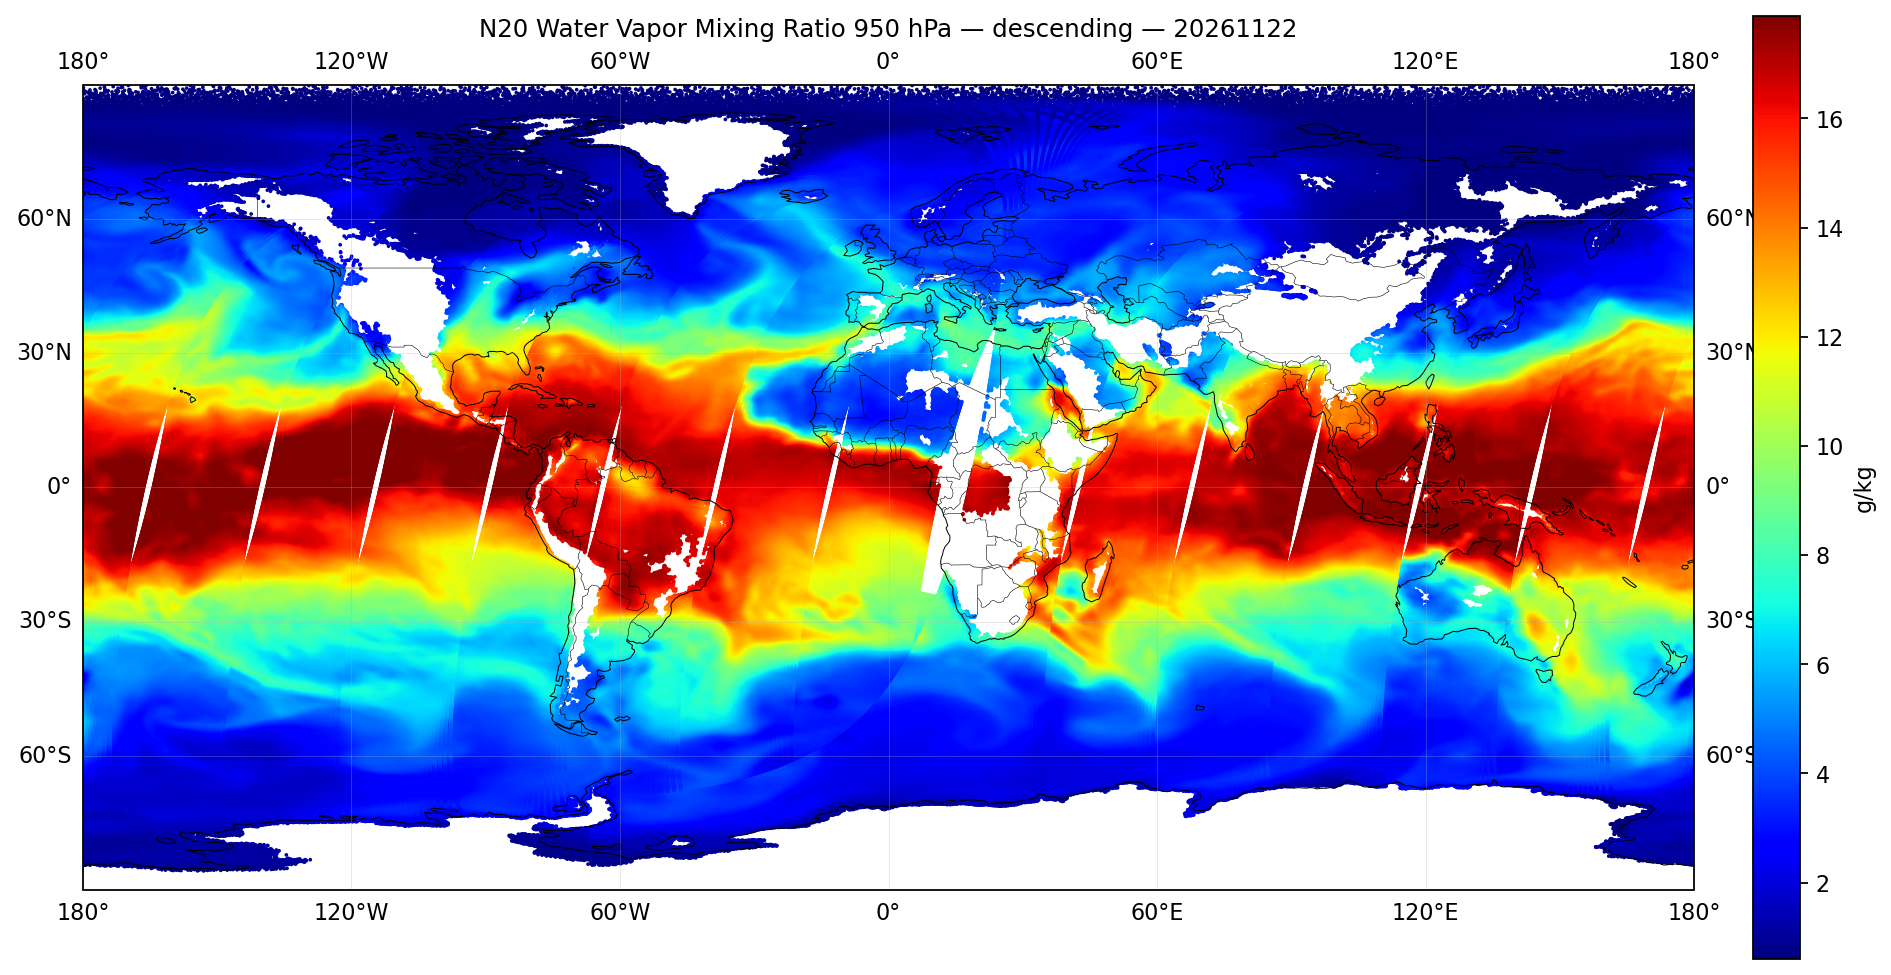 N20 Water Vapor Mixing Ratio 950 hPa — descending — 20261122
180° 120°W 60°W 0° 60°E 120°E 180°
60°N 60°N
30°N 30°N
0° 0°
30°S 30°S
60°S 60°S
180° 120°W 60°W 0° 60°E 120°E 180°
16
14
12
10
8
6
4
2
g/kg